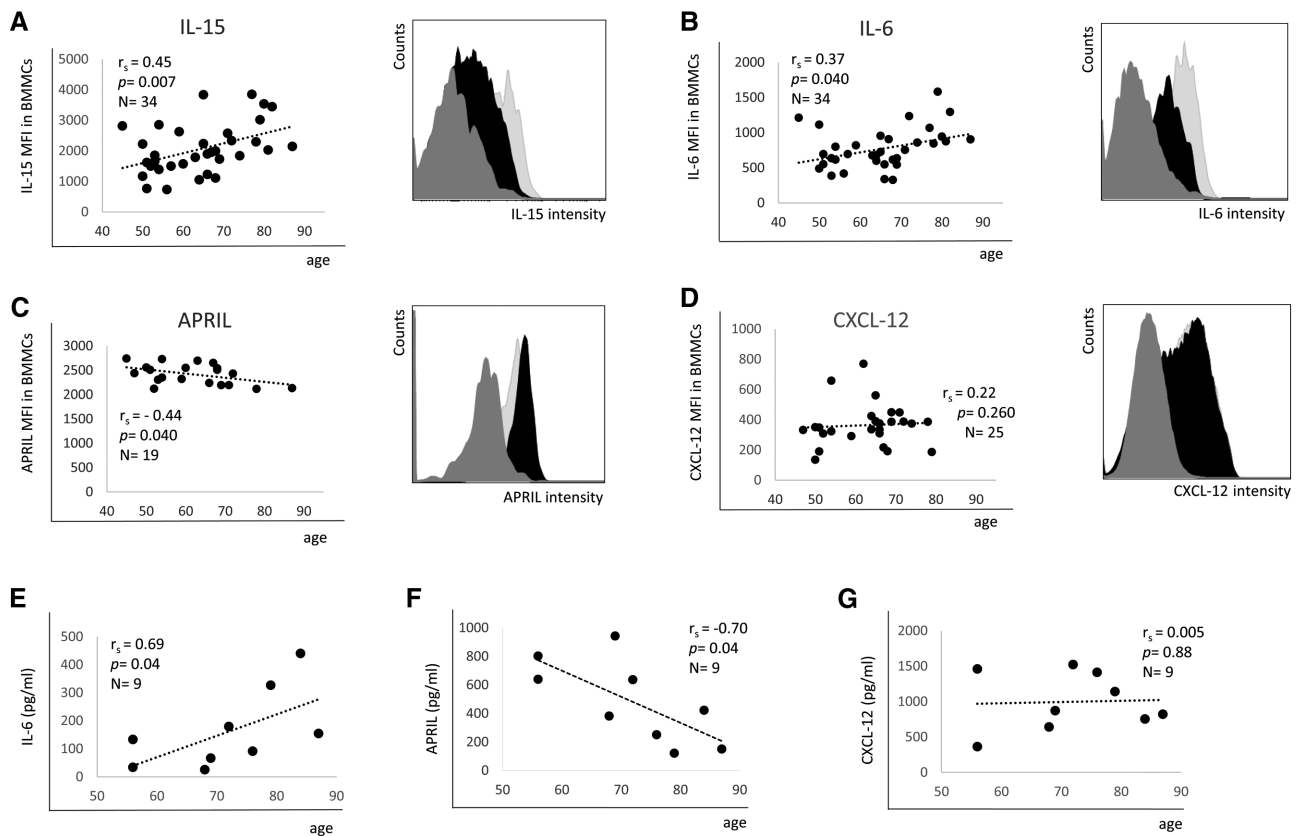 A
IL-15
IL-15 MFI in BMMCs
5000
4000
3000
2000
1000
0
rs = 0.45
p= 0.007
N= 34
40 50 60 70 80 90
age
Counts
IL-15 intensity
B
IL-6
IL-6 MFI in BMMCs
2000
1500
1000
500
0
rs = 0.37
p= 0.040
N= 34
40 50 60 70 80 90
age
Counts
IL-6 intensity
C
APRIL
APRIL MFI in BMMCs
3000
2500
2000
1500
1000
500
0
rs = - 0.44
p= 0.040
N= 19
40 50 60 70 80 90
age
Counts
APRIL intensity
D
CXCL-12
CXCL-12 MFI in BMMCs
1000
800
600
400
200
0
rs = 0.22
p= 0.260
N= 25
40 50 60 70 80 90
age
Counts
CXCL-12 intensity
E
IL-6 (pg/ml)
500
400
300
200
100
0
rs = 0.69
p= 0.04
N= 9
50 60 70 80 90
age
F
APRIL (pg/ml)
1000
800
600
400
200
0
rs = -0.70
p= 0.04
N= 9
50 60 70 80 90
age
G
CXCL-12 (pg/ml)
2000
1500
1000
500
0
rs = 0.005
p= 0.88
N= 9
50 60 70 80 90
age